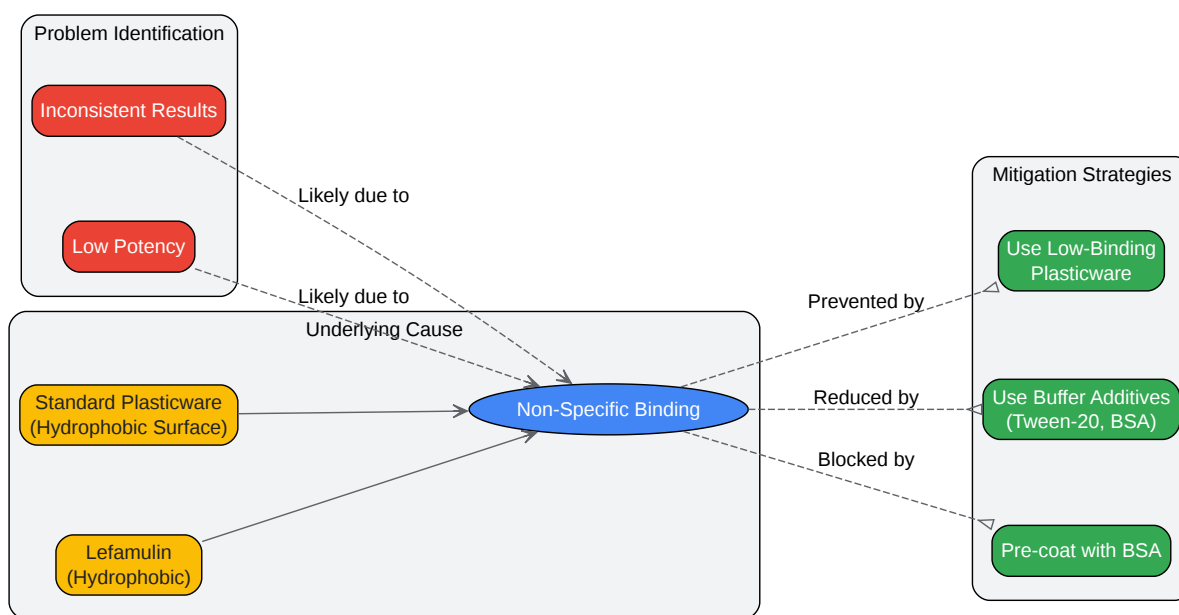 Problem Identification
Inconsistent Results
Low Potency
Likely due to
Likely due to
Underlying Cause
Standard Plasticware
(Hydrophobic Surface)
Lefamulin
(Hydrophobic)
Non-Specific Binding
Prevented by
Reduced by
Blocked by
Mitigation Strategies
Use Low-Binding
Plasticware
Use Buffer Additives
(Tween-20, BSA)
Pre-coat with BSA